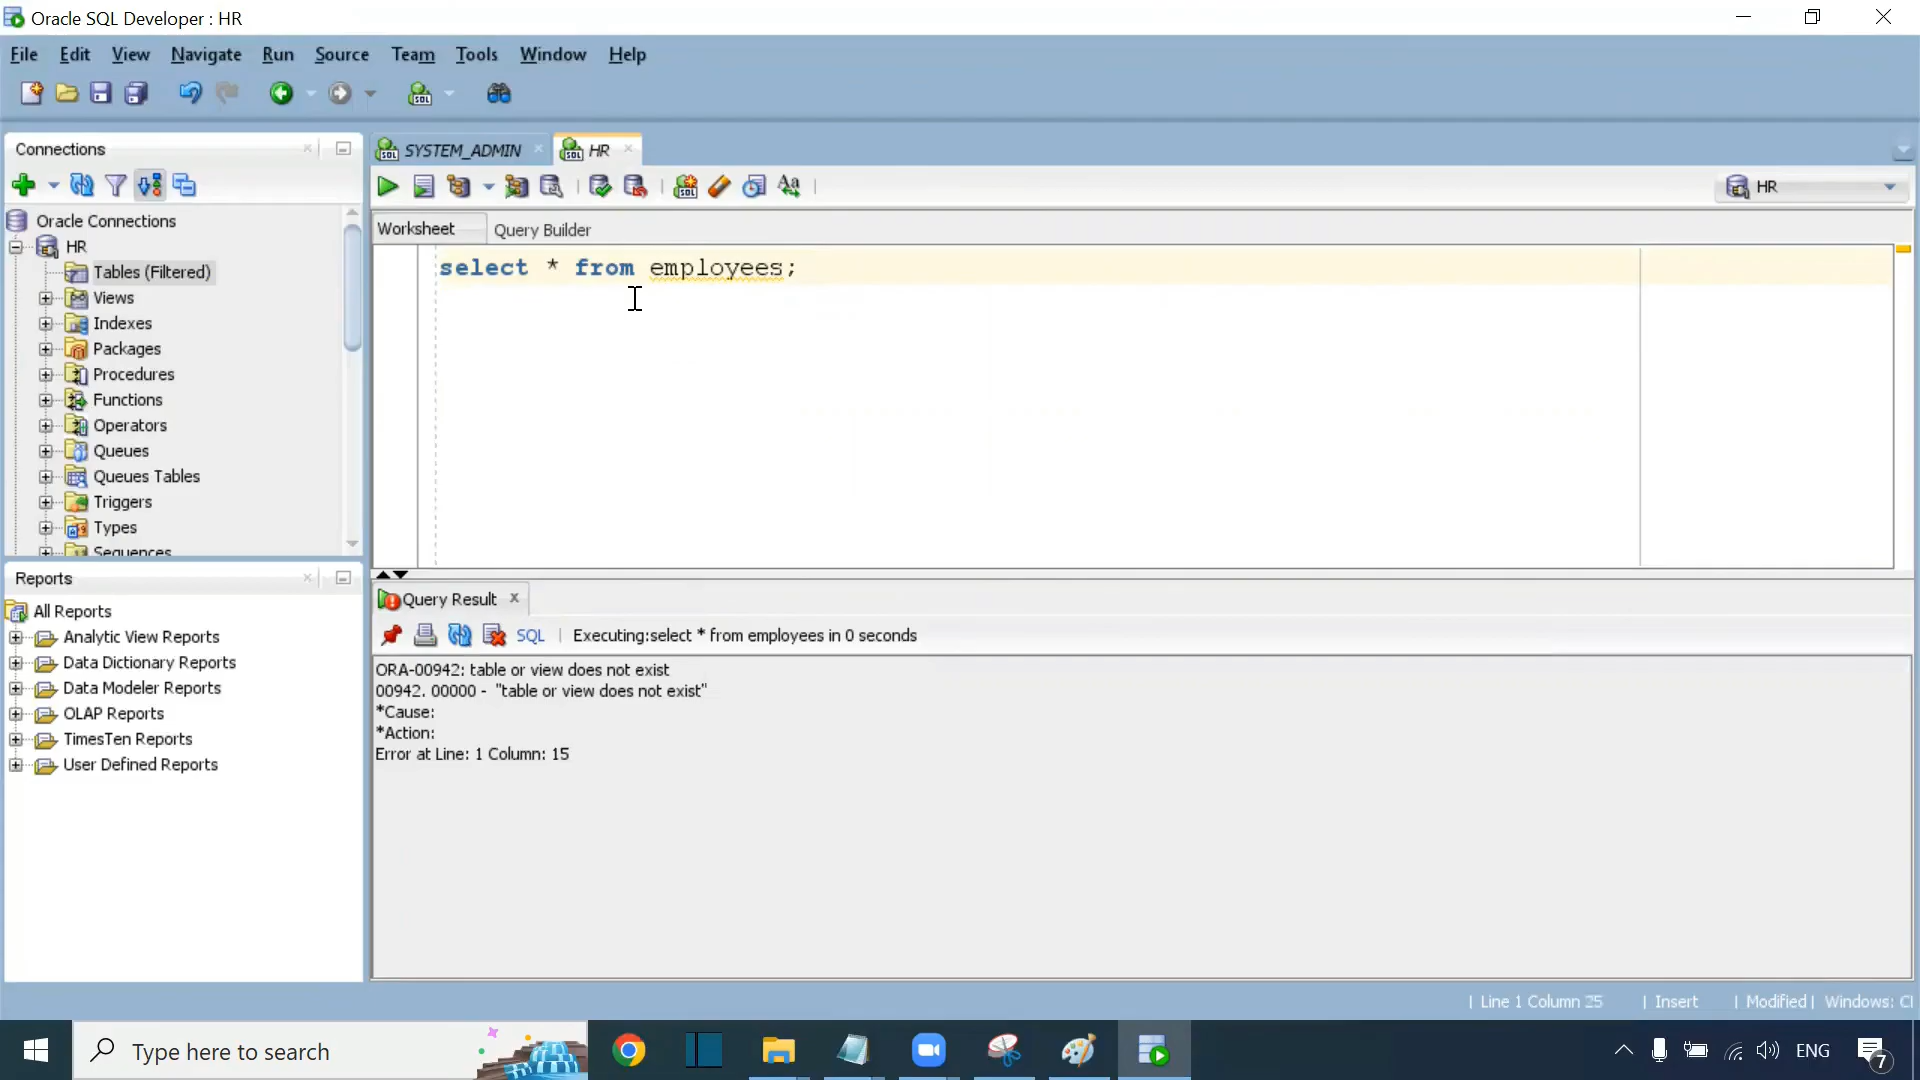 Oracle SQL Developer : HR
File Edit View Navigate Run Source Team Tools Window Help
Connections
SYSTEM_ADMIN
HR
HR
Oracle Connections
HR
Tables (Filtered)
Views
Indexes
Packages
Procedures
Functions
Operators
Queues
Queues Tables
Triggers
Types
Sequences
Worksheet
Query Builder
select * from employees;
Reports
All Reports
Analytic View Reports
Data Dictionary Reports
Data Modeler Reports
OLAP Reports
TimesTen Reports
User Defined Reports
Query Result
SQL | Executing:select * from employees in 0 seconds
ORA-00942: table or view does not exist
00942. 00000 - "table or view does not exist"
*Cause:
*Action:
Error at Line: 1 Column: 15
| Line 1 Column 25 | Insert | Modified | Windows: Cl
Type here to search
ENG
7